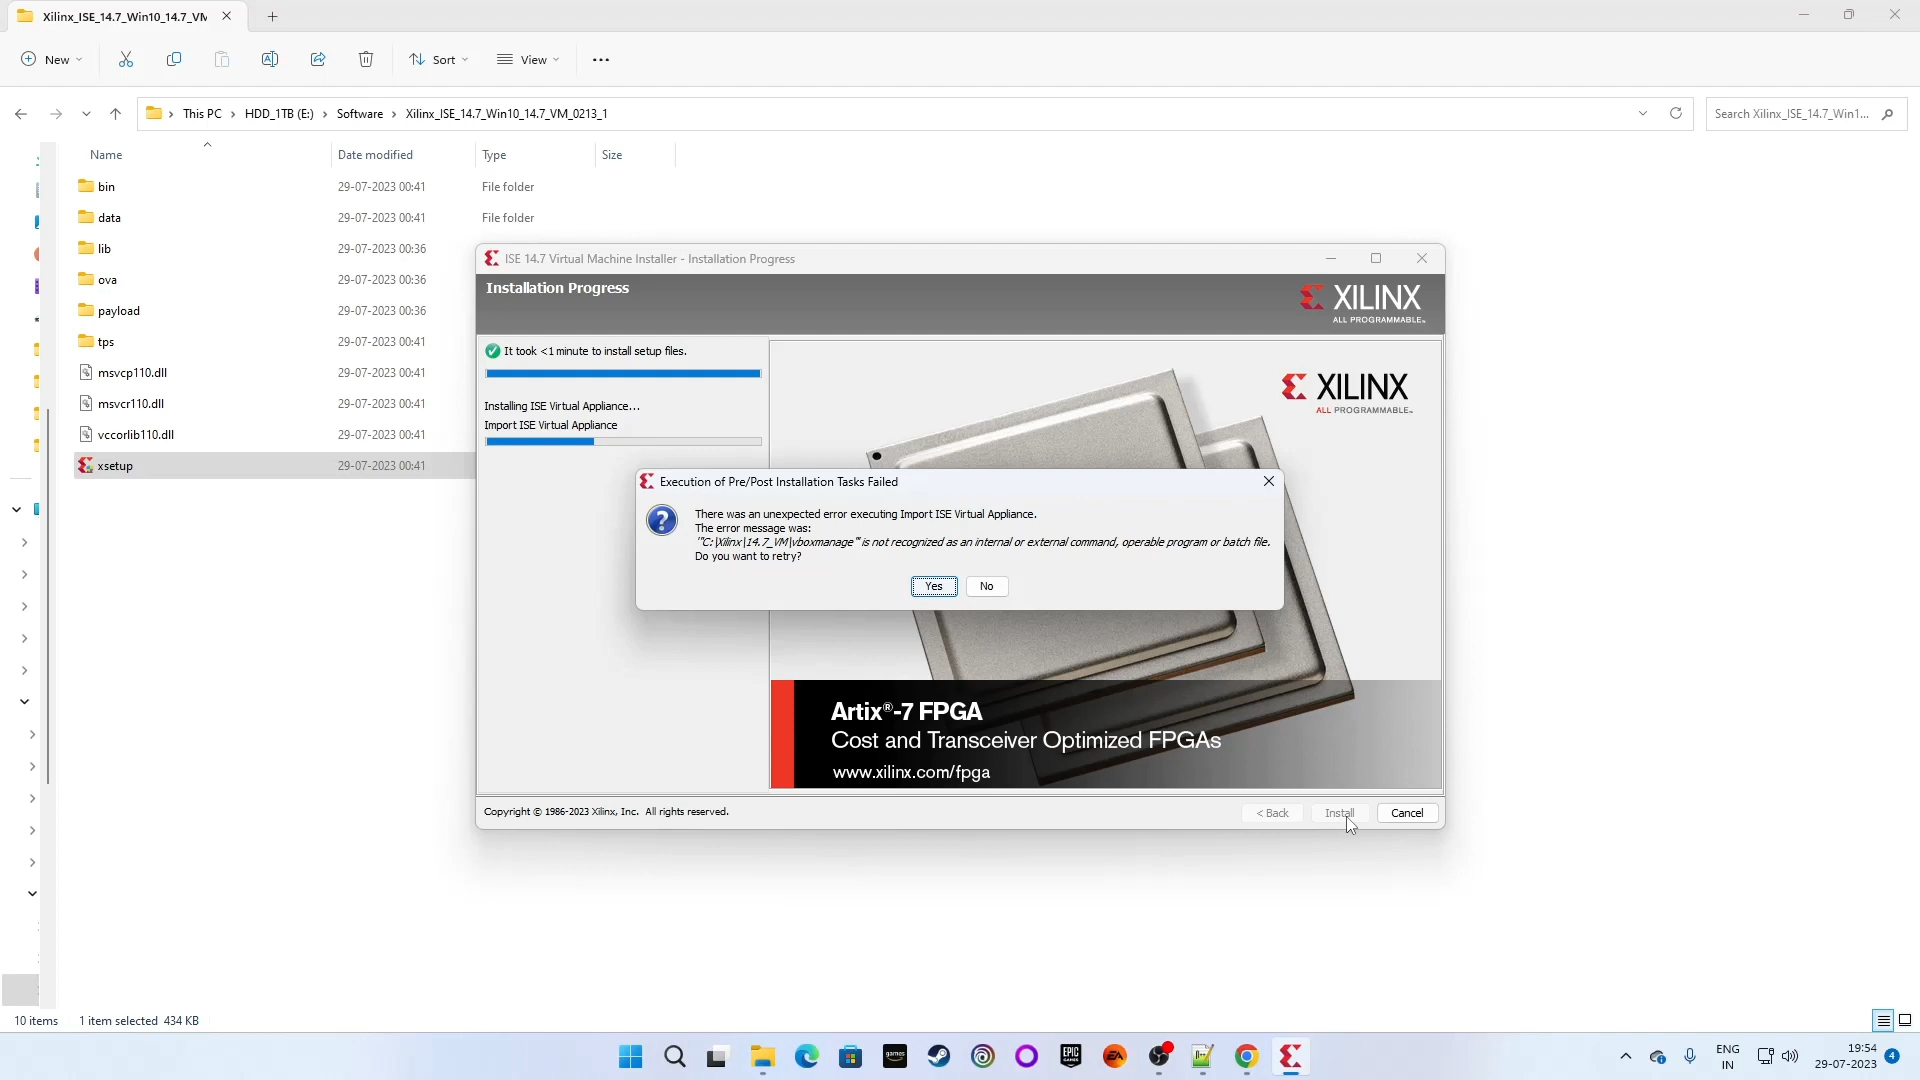 Xilinx_ISE_14.7_Win10_14.7_VM
New
Sort
View
This PC > HDD_1TB (E:) > Software > Xilinx_ISE_14.7_Win10_14.7_VM_0213_1
Search Xilinx_ISE_14.7_Win1...
Name Date modified Type Size
bin 29-07-2023 00:41 File folder
data 29-07-2023 00:41 File folder
lib 29-07-2023 00:36
ova 29-07-2023 00:36
payload 29-07-2023 00:36
tps 29-07-2023 00:41
msvcp110.dll 29-07-2023 00:41
msvcr110.dll 29-07-2023 00:41
vccorlib110.dll 29-07-2023 00:41
xsetup 29-07-2023 00:41
ISE 14.7 Virtual Machine Installer - Installation Progress
Installation Progress
XILINX
ALL PROGRAMMABLE™
It took <1 minute to install setup files.
Installing ISE Virtual Appliance...
Import ISE Virtual Appliance
XILINX
ALL PROGRAMMABLE™
Execution of Pre/Post Installation Tasks Failed
There was an unexpected error executing Import ISE Virtual Appliance.
The error message was:
'"C:\Xilinx\14.7_VM\vboxmanage"' is not recognized as an internal or external command, operable program or batch file.
Do you want to retry?
Yes No
Artix®-7 FPGA
Cost and Transceiver Optimized FPGAs
www.xilinx.com/fpga
Copyright © 1986-2023 Xilinx, Inc. All rights reserved.
< Back Install Cancel
10 items 1 item selected 434 KB
games
EPIC
GAMES
EA
ENG
IN
19:54
29-07-2023
4